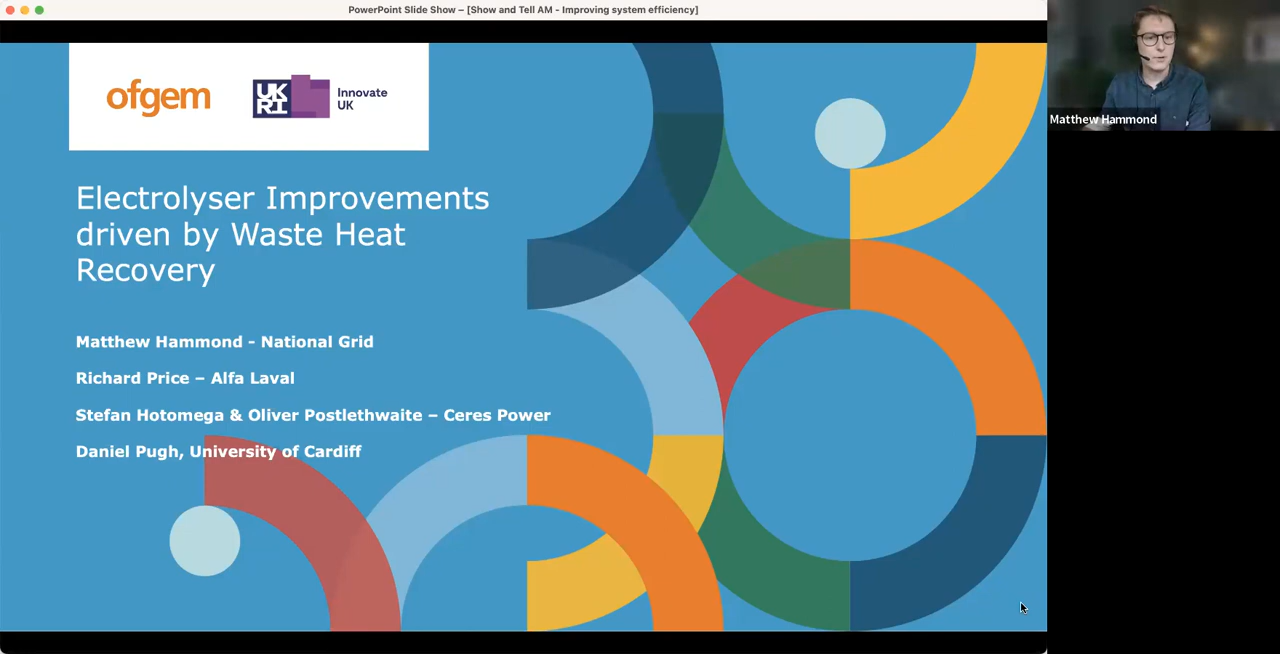 PowerPoint Slide Show – [Show and Tell AM - Improving system efficiency]
ofgem
UK
RI
Innovate
UK
Electrolyser Improvements
driven by Waste Heat
Recovery
Matthew Hammond - National Grid
Richard Price – Alfa Laval
Stefan Hotomega & Oliver Postlethwaite – Ceres Power
Daniel Pugh, University of Cardiff
Matthew Hammond